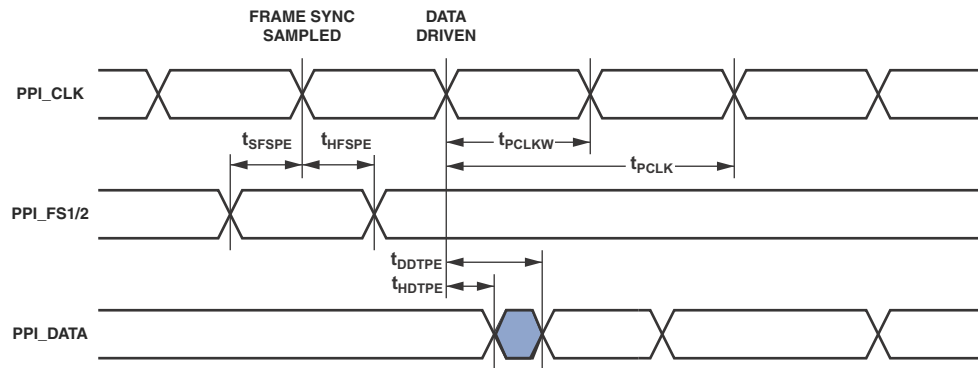 FRAME SYNC
SAMPLED
DATA
DRIVEN
PPI_CLK
tSFSPE
tHFSPE
tPCLKW
tPCLK
PPI_FS1/2
tDDTPE
tHDTPE
PPI_DATA